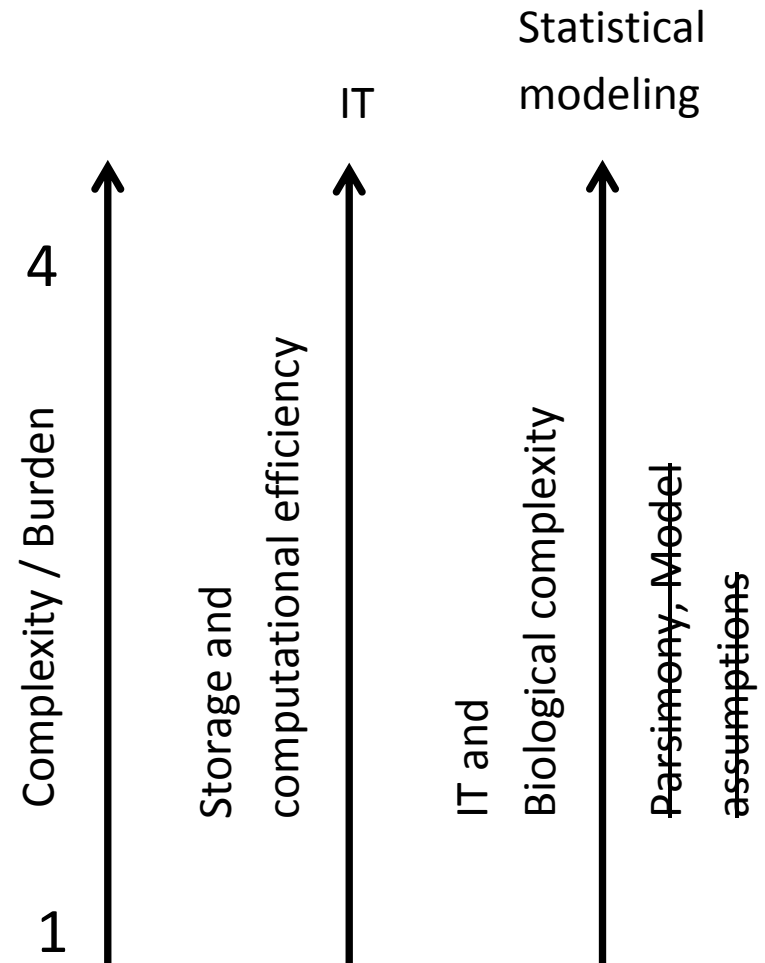 Statistical
modeling
IT
4
1
Complexity / Burden
Storage and
computational efficiency
IT and
Biological complexity
Parsimony, Model
assumptions